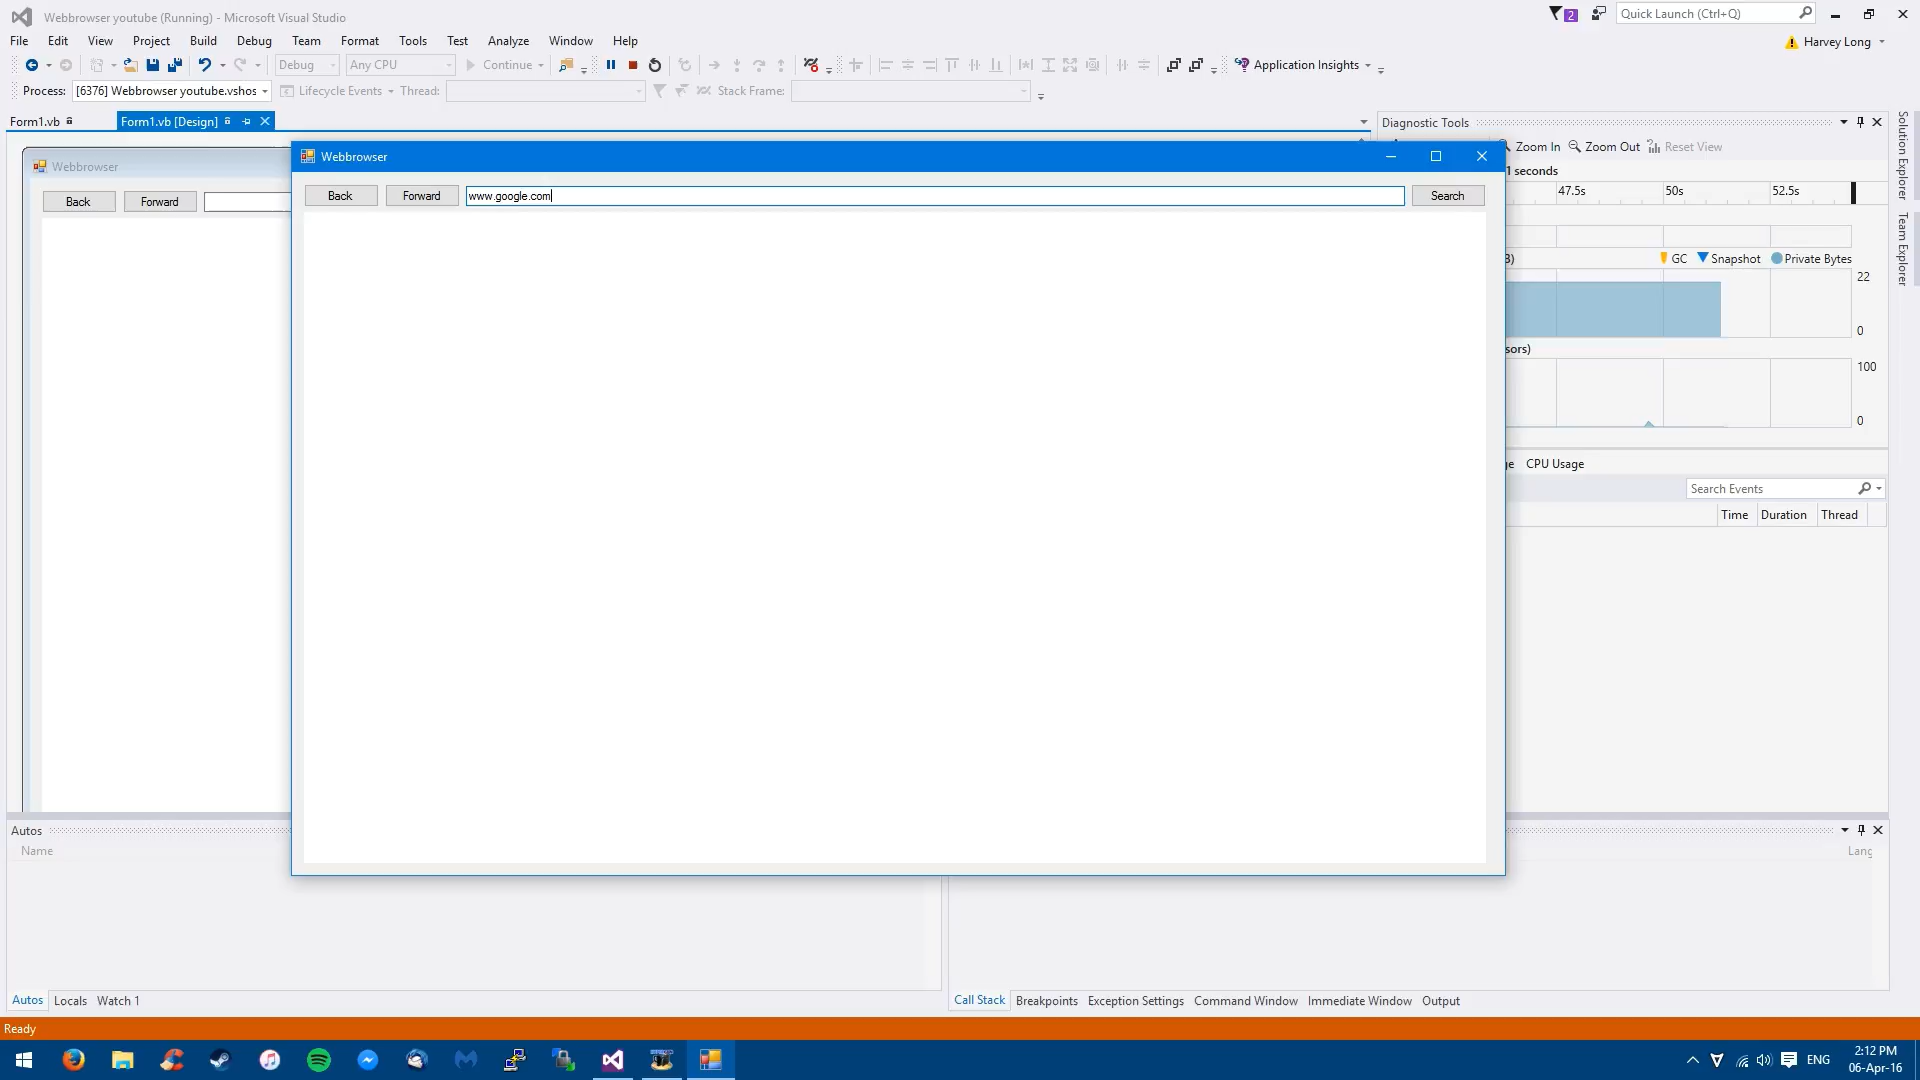 Webbrowser youtube (Running) - Microsoft Visual Studio
2
Quick Launch (Ctrl+Q)
File Edit View Project Build Debug Team Format Tools Test Analyze Window Help
Harvey Long
Debug Any CPU Continue Application Insights
Process: [6376] Webbrowser youtube.vshos Lifecycle Events Thread: Stack Frame:
Form1.vb Form1.vb [Design]
Diagnostic Tools
Solution Explorer
Team Explorer
Zoom In Zoom Out Reset View
1 seconds
47.5s 50s 52.5s
Webbrowser
Back Forward
Webbrowser
Back Forward www.google.com Search
GC Snapshot Private Bytes
22
0
sors)
100
0
CPU Usage
Search Events
Time Duration Thread
Autos
Name
Lang
Autos Locals Watch 1
Call Stack Breakpoints Exception Settings Command Window Immediate Window Output
Ready
ENG
2:12 PM
06-Apr-16